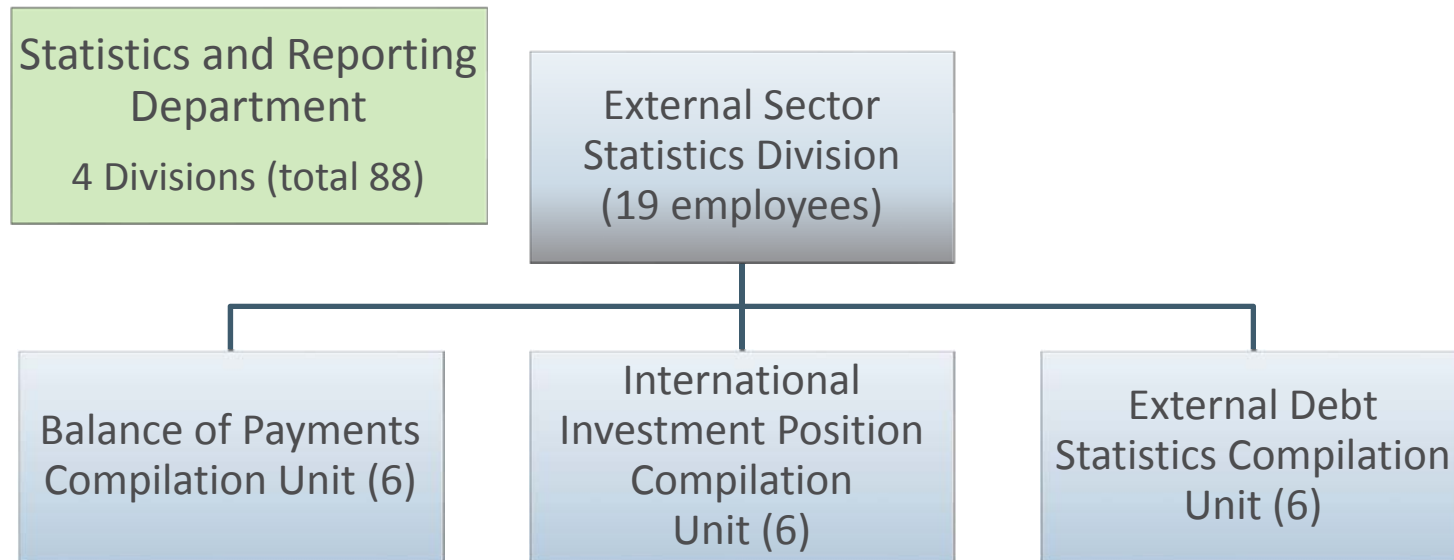 Statistics and Reporting
Department
4 Divisions (total 88)
External Sector
Statistics Division
(19 employees)
Balance of Payments
Compilation Unit (6)
International
Investment Position
Compilation
Unit (6)
External Debt
Statistics Compilation
Unit (6)